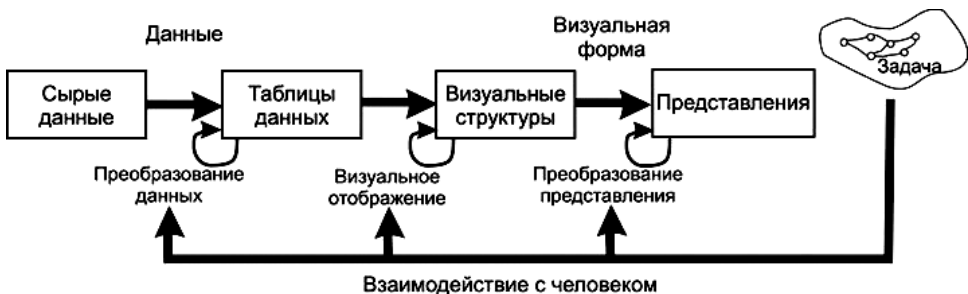 Данные
Визуальная
форма
Задача
Сырые
данные
Таблицы
данных
Визуальные
структуры
Представления
Преобразование
данных
Визуальное
отображение
Преобразование
представления
Взаимодействие с человеком